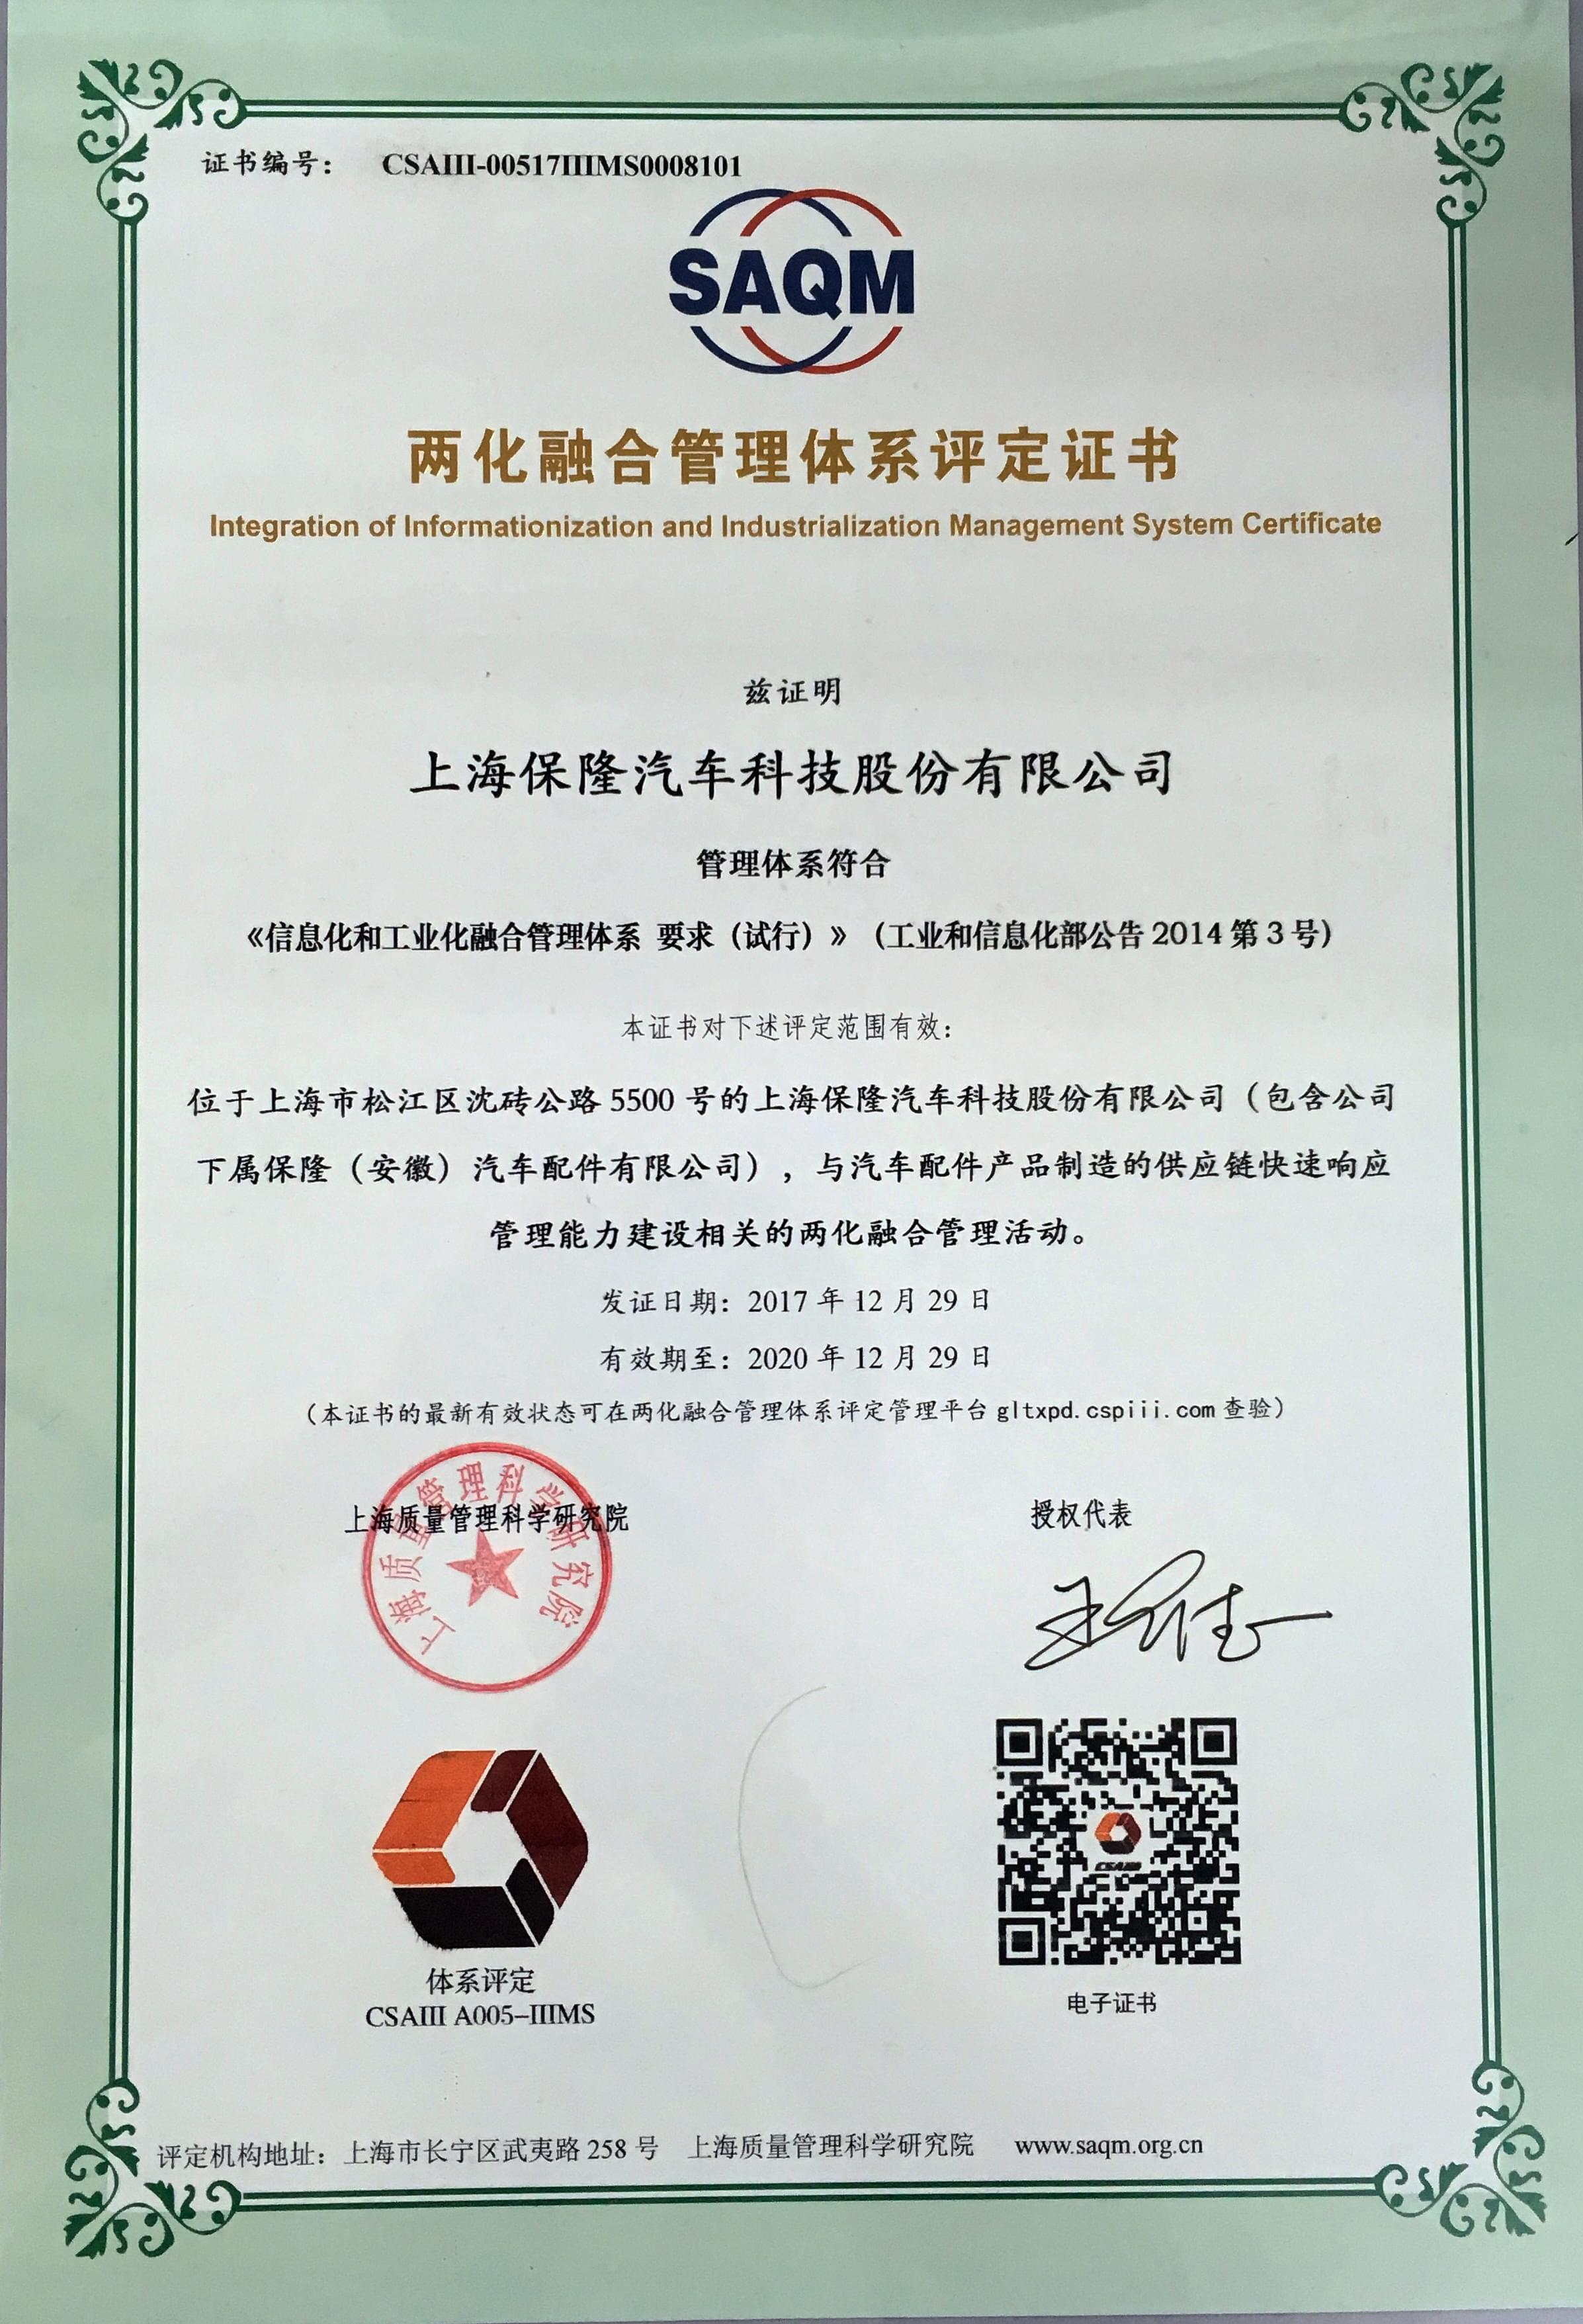 证书编号： CSAIII-00517IIIMS0008101
SAQM
两化融合管理体系评定证书
Integration of Informationization and Industrialization Management System Certificate
兹证明
上海保隆汽车科技股份有限公司
管理体系符合
《信息化和工业化融合管理体系 要求（试行）》（工业和信息化部公告 2014 第 3 号）
本证书对下述评定范围有效：
位于上海市松江区沈砖公路 5500 号的上海保隆汽车科技股份有限公司（包含公司
下属保隆（安徽）汽车配件有限公司），与汽车配件产品制造的供应链快速响应
管理能力建设相关的两化融合管理活动。
发证日期：2017 年 12 月 29 日
有效期至：2020 年 12 月 29 日
（本证书的最新有效状态可在两化融合管理体系评定管理平台 gltxpd.cspiii.com 查验）
上海质量管理科学研究院
授权代表
上海质量管理科学研究院
CSAIII
体系评定
CSAIII A005-IIIMS
电子证书
评定机构地址：上海市长宁区武夷路 258 号 上海质量管理科学研究院 www.saqm.org.cn